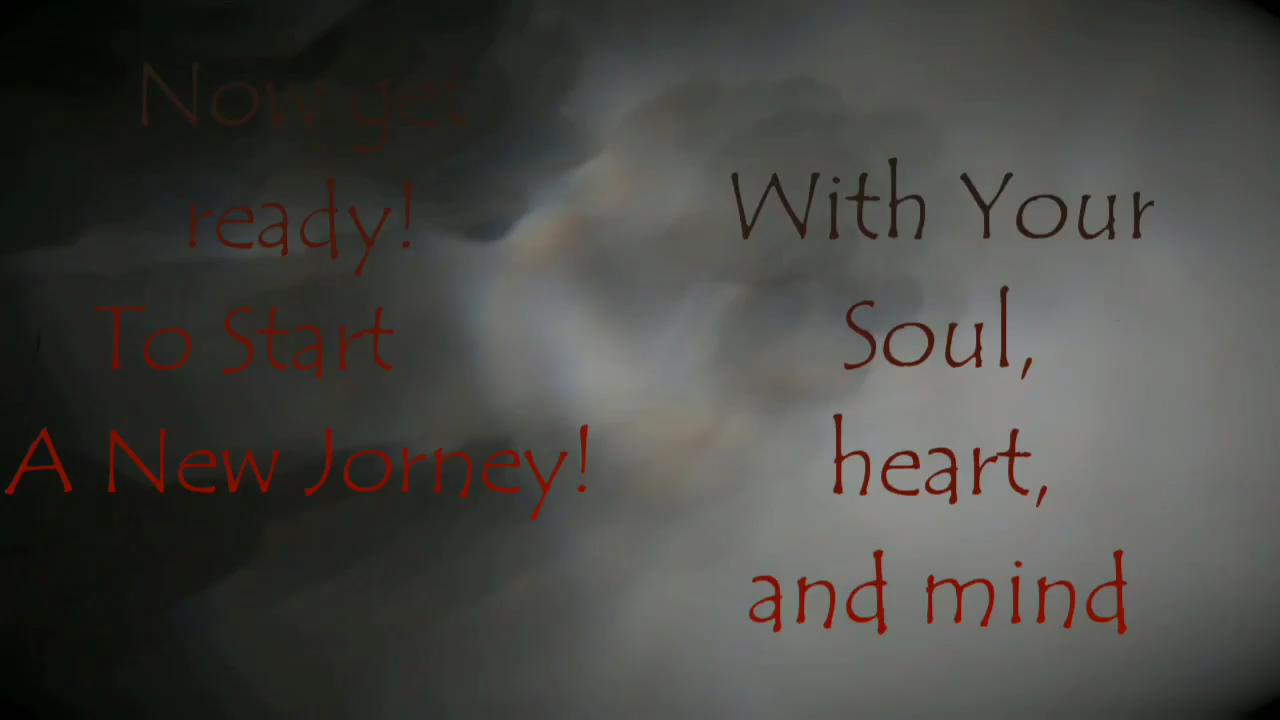 Now get
ready!
To Start
A New Jorney!
With Your
Soul,
heart,
and mind